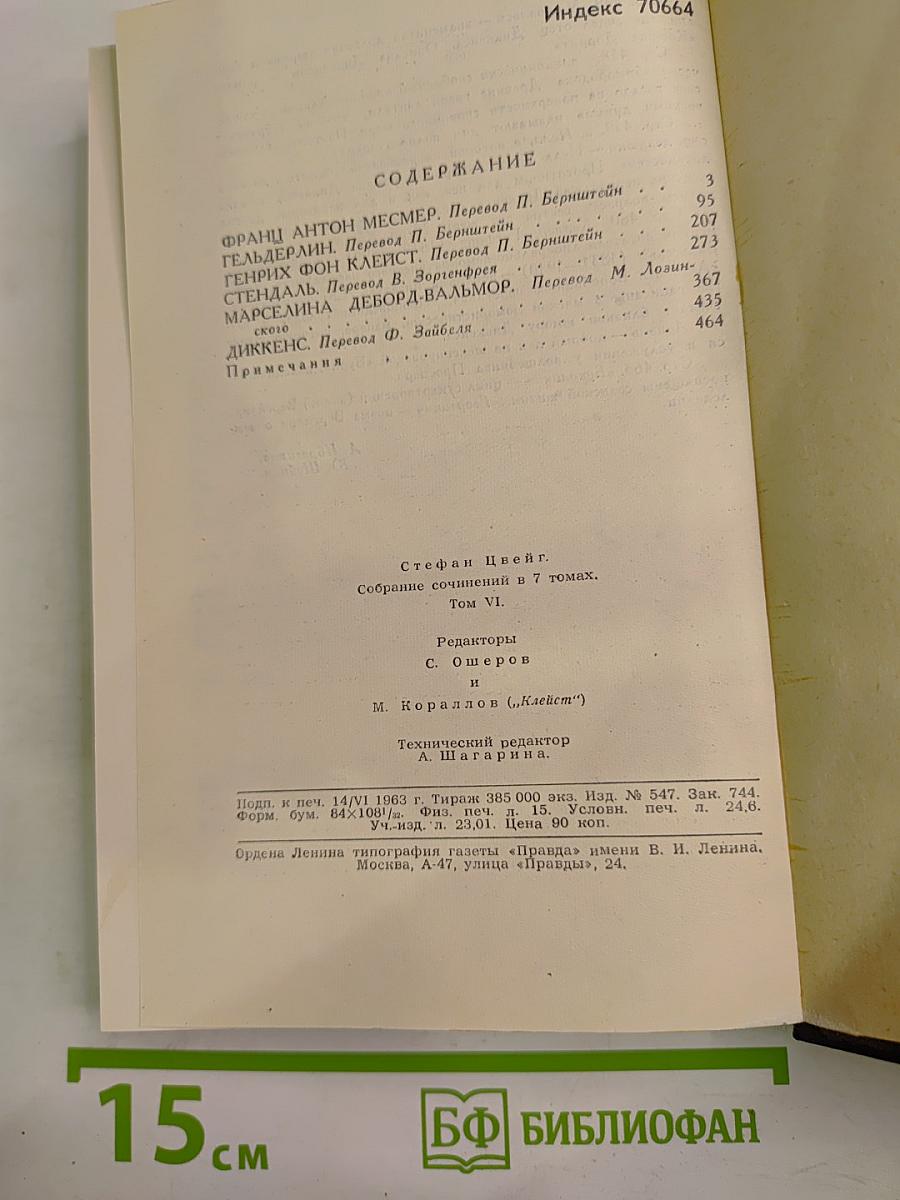 Индекс 70664
СОДЕРЖАНИЕ
ФРАНЦ АНТОН МЕСМЕР. Перевод П. Бернштейн . . 3
ГЕЛЬДЕРЛИН. Перевод П. Бернштейн . . . . . . . 95
ГЕНРИХ ФОН КЛЕЙСТ. Перевод П. Бернштейн . . . 207
СТЕНДАЛЬ. Перевод В. Зоргенфрея . . . . . . . . 273
МАРСЕЛИНА ДЕБОРД-ВАЛЬМОР. Перевод М. Лозин-
ского . . . . . . . . . . . . . . . . . 367
ДИККЕНС. Перевод Ф. Зайбеля . . . . . . . . . 435
Примечания . . . . . . . . . . . . . . 464
Стефан Цвейг.
Собрание сочинений в 7 томах.
Том VI.
Редакторы
С. Ошеров
и
М. Кораллов („Клейст“)
Технический редактор
А. Шагарина.
Подп. к печ. 14/VI 1963 г. Тираж 385 000 экз. Изд. № 547. Зак. 744.
Форм. бум. 84×108¹/₃₂. Физ. печ. л. 15. Условн. печ. л. 24,6.
Уч.-изд. л. 23,01. Цена 90 коп.
Ордена Ленина типография газеты «Правда» имени В. И. Ленина.
Москва, А-47, улица «Правды», 24.
15 см
БФ БИБЛИОФАН